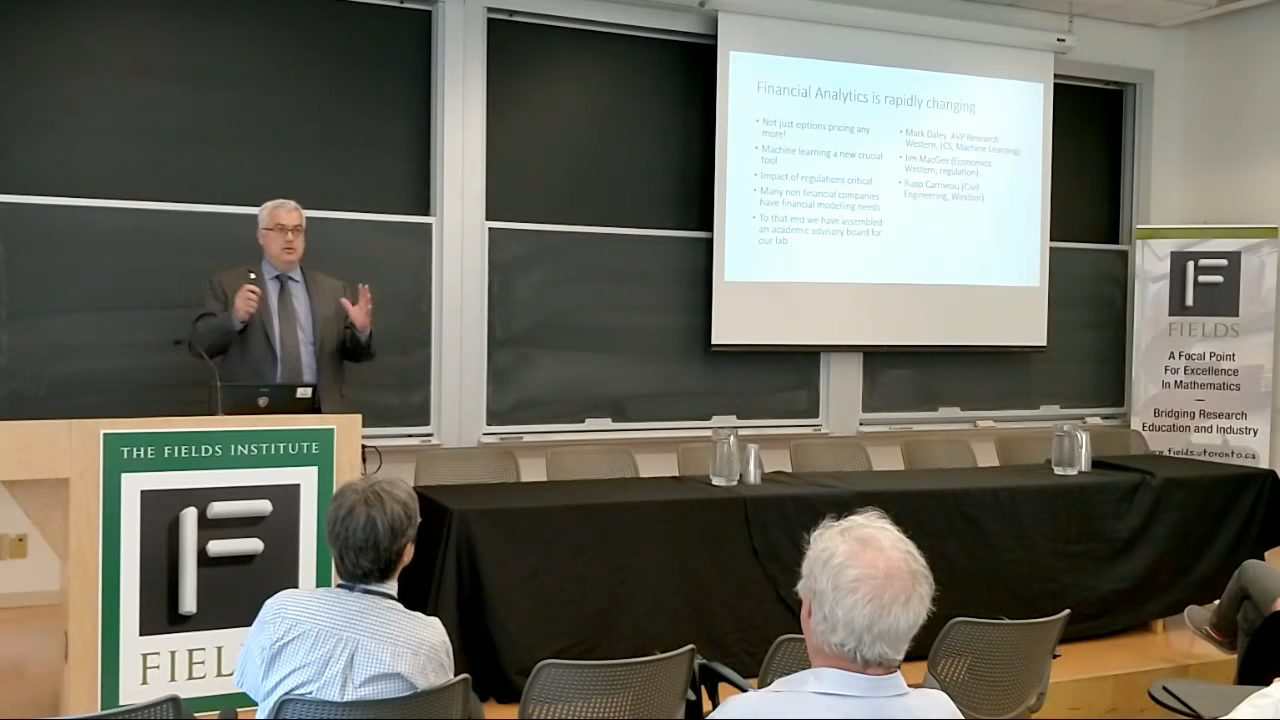 Financial Analytics is rapidly changing
• Not just options pricing any
more!
• Machine learning a new crucial
tool
• Impact of regulations critical
• Many non financial companies
have financial modelling needs
• To that end we have assembled
an academic advisory board for
our lab
• Mark Daley AVP Research
Western, (CS, Machine Learning)
• Jim MacGee (Economics
Western, regulation)
• Rupp Carriveau (Civil
Engineering, Windsor)
FIELDS
A Focal Point
For Excellence
In Mathematics
—
Bridging Research
Education and Industry
www.fields.utoronto.ca
THE FIELDS INSTITUTE
FIEL